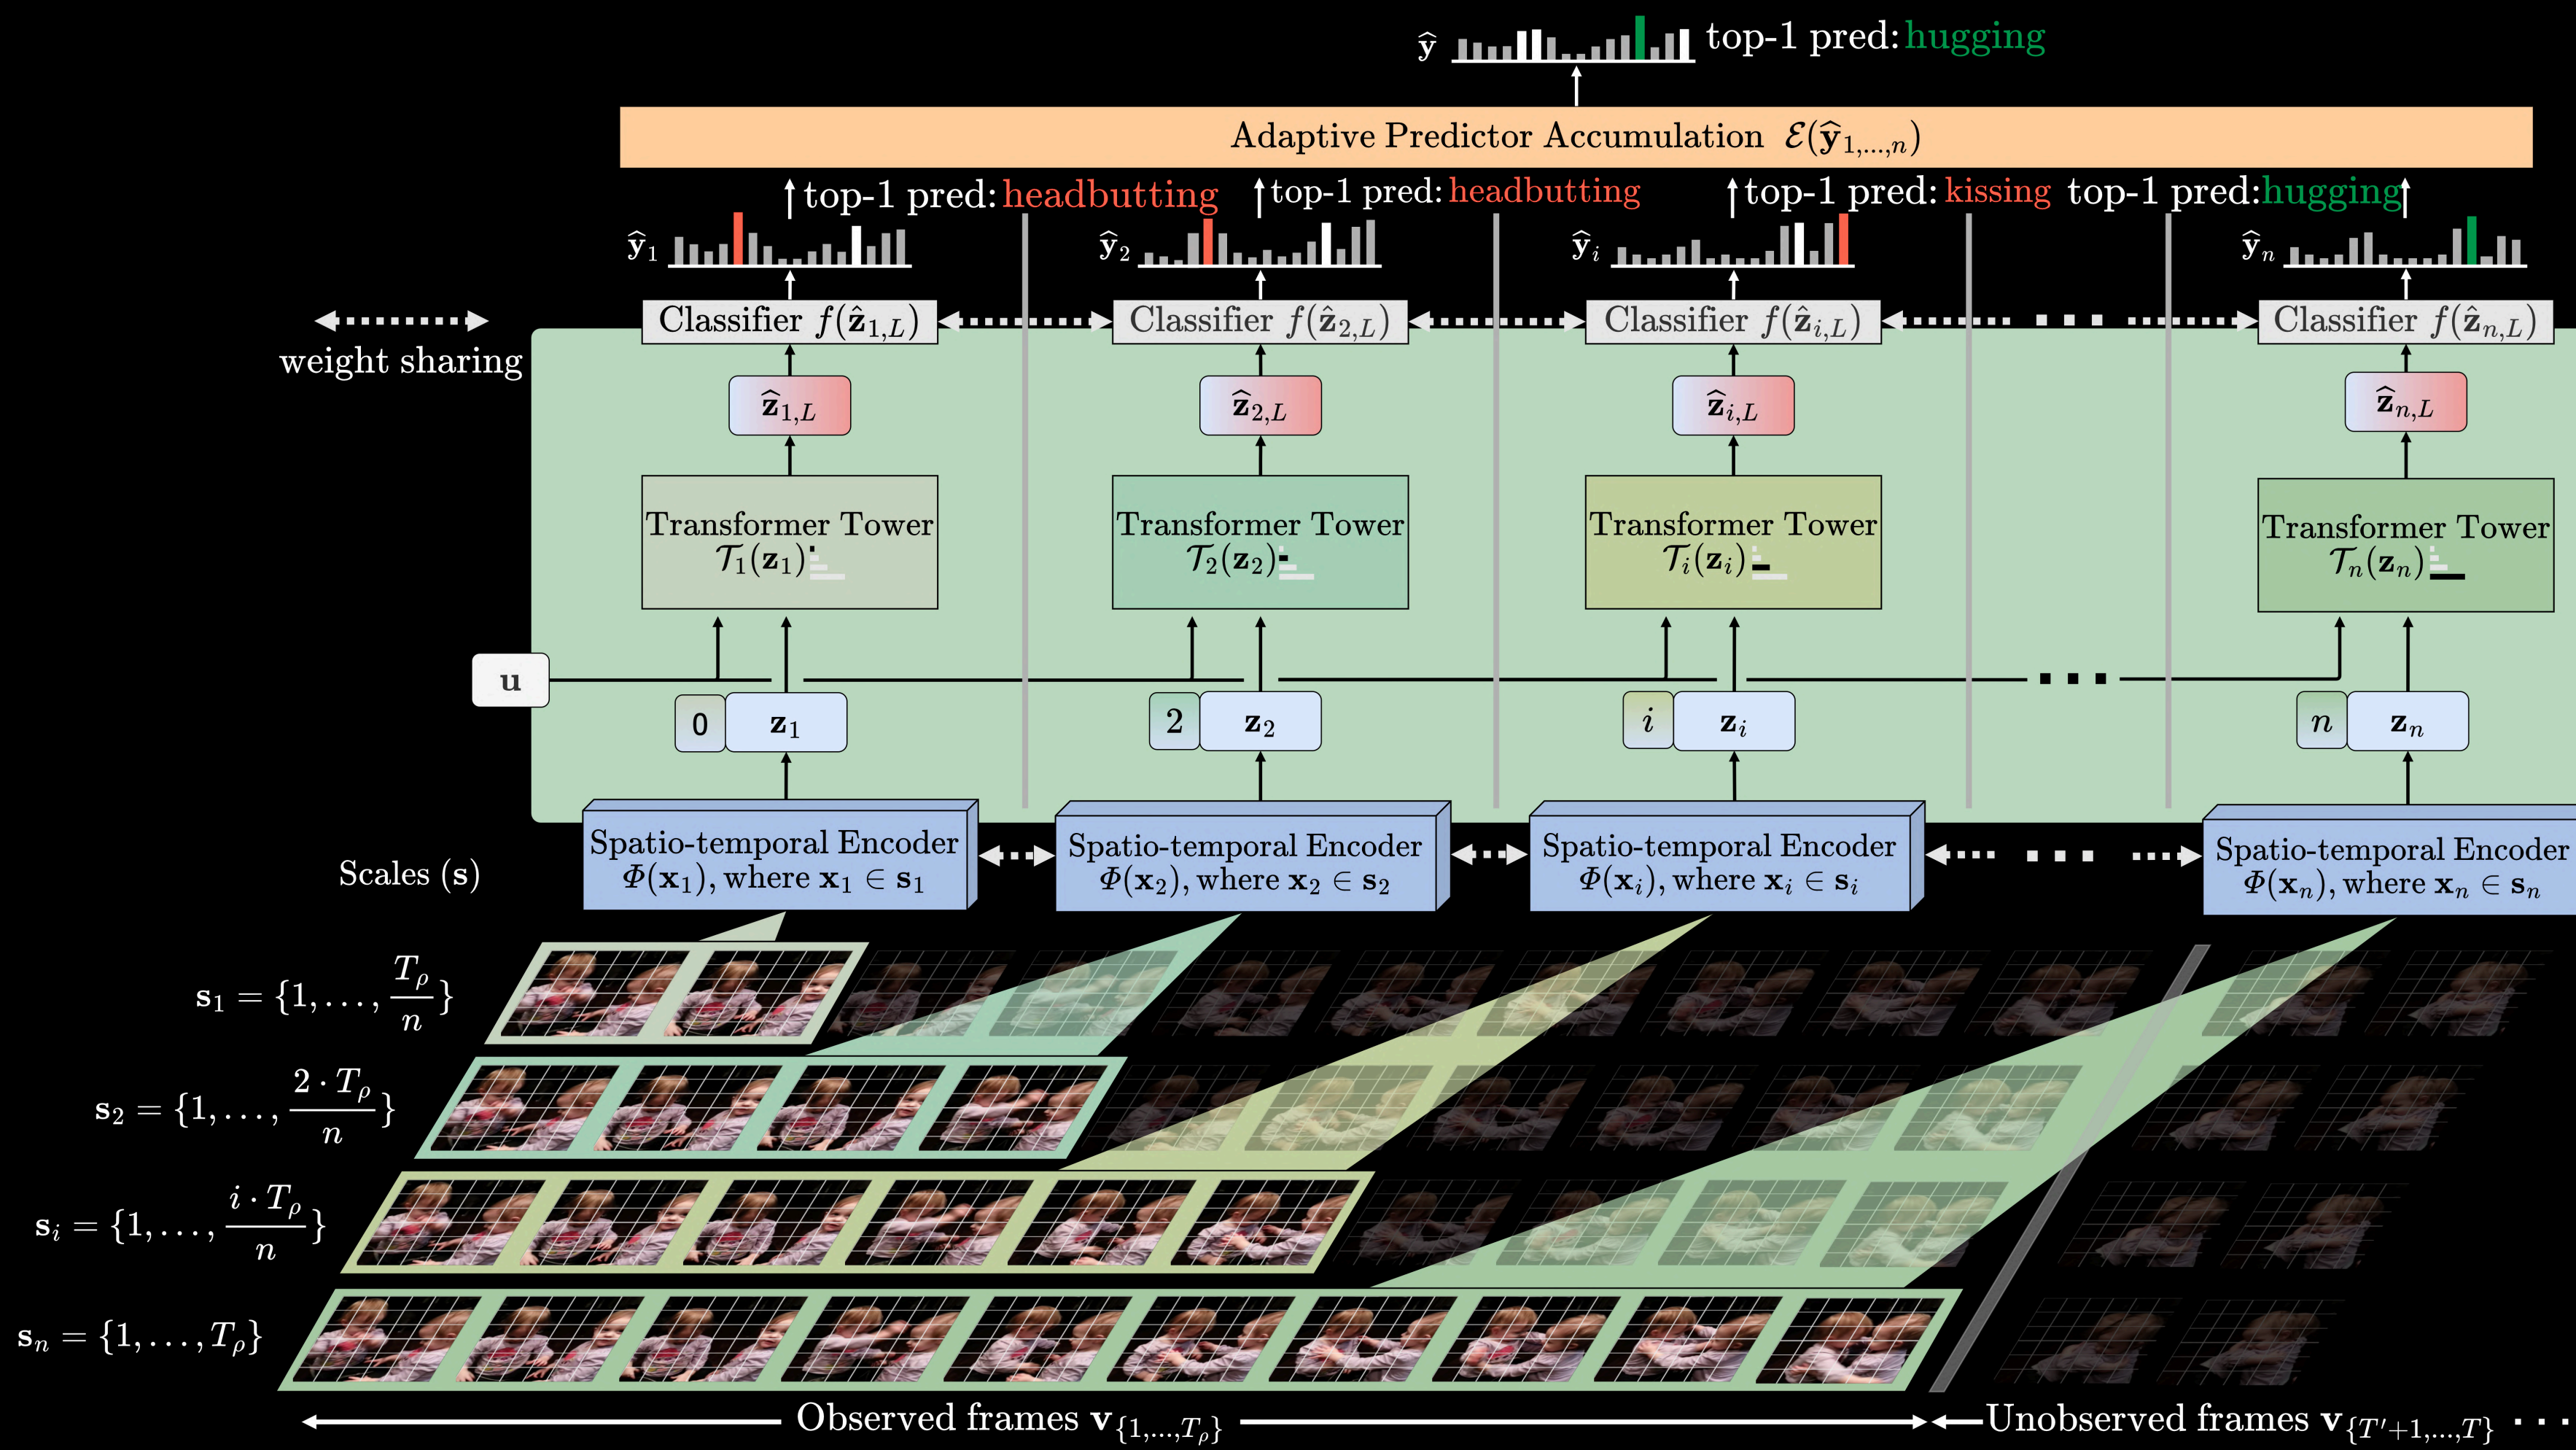 ŷ top-1 pred: hugging
Adaptive Predictor Accumulation ℰ(ŷ₁,...,ₙ)
top-1 pred: headbutting top-1 pred: headbutting top-1 pred: kissing top-1 pred: hugging
ŷ₁ ŷ₂ ŷᵢ ŷₙ
Classifier f(ẑ₁,L) Classifier f(ẑ₂,L) Classifier f(ẑᵢ,L) ... Classifier f(ẑₙ,L)
weight sharing
ẑ₁,L ẑ₂,L ẑᵢ,L ẑₙ,L
Transformer Tower Transformer Tower Transformer Tower Transformer Tower
𝒯₁(z₁) 𝒯₂(z₂) 𝒯ᵢ(zᵢ) 𝒯ₙ(zₙ)
u ...
0 z₁ 2 z₂ i zᵢ n zₙ
Spatio-temporal Encoder Spatio-temporal Encoder Spatio-temporal Encoder Spatio-temporal Encoder
Scales (s)
Φ(x₁), where x₁ ∈ s₁ Φ(x₂), where x₂ ∈ s₂ Φ(xᵢ), where xᵢ ∈ sᵢ ... Φ(xₙ), where xₙ ∈ sₙ
s₁ = {1, . . . , Tρ/n}
s₂ = {1, . . . , 2 · Tρ/n}
sᵢ = {1, . . . , i · Tρ/n}
sₙ = {1, . . . , Tρ}
Observed frames v{1,...,Tρ} Unobserved frames v{T′+1,...,T} ...